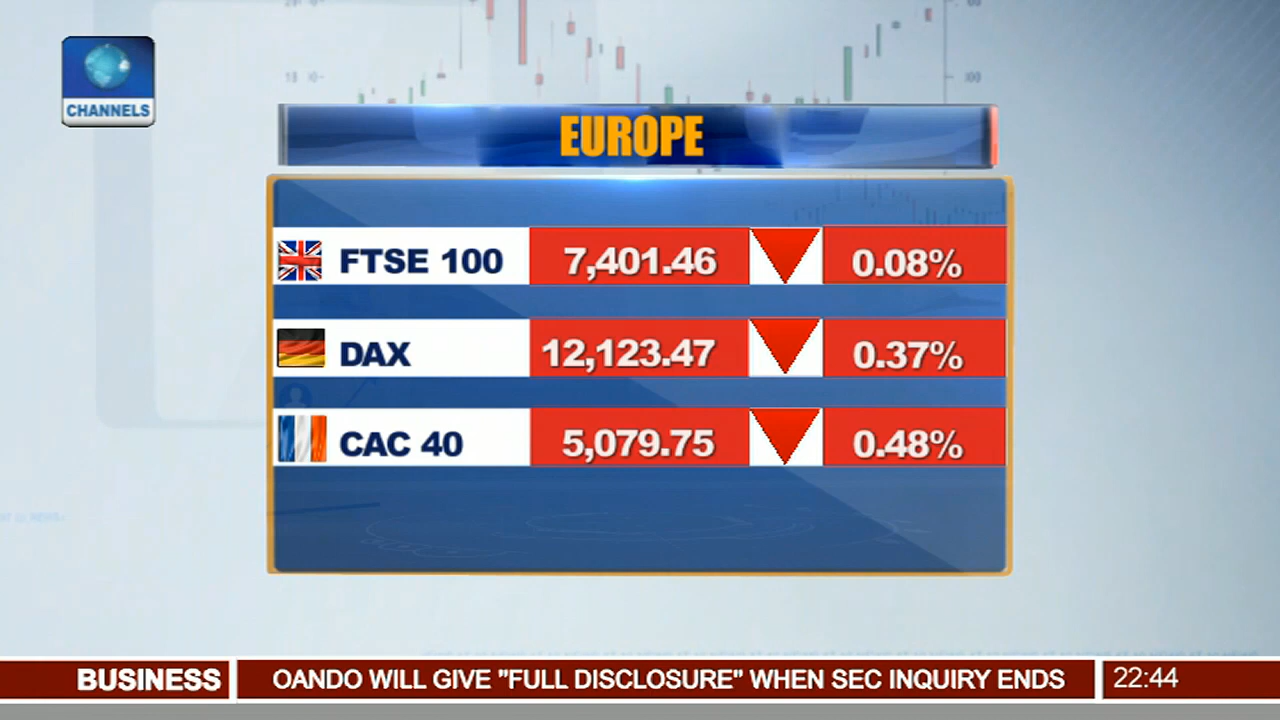 CHANNELS
EUROPE
FTSE 100 7,401.46 0.08%
DAX 12,123.47 0.37%
CAC 40 5,079.75 0.48%
BUSINESS OANDO WILL GIVE "FULL DISCLOSURE" WHEN SEC INQUIRY ENDS 22:44